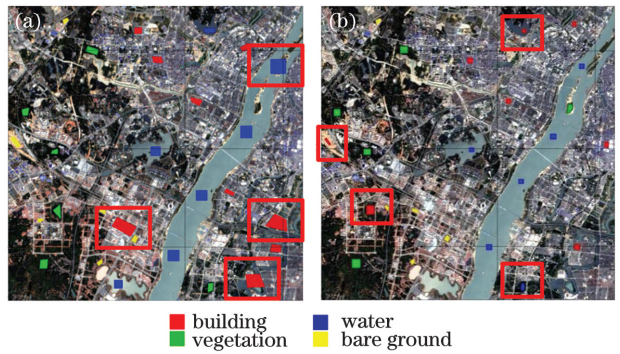 (a)
(b)
building
water
vegetation
bare ground